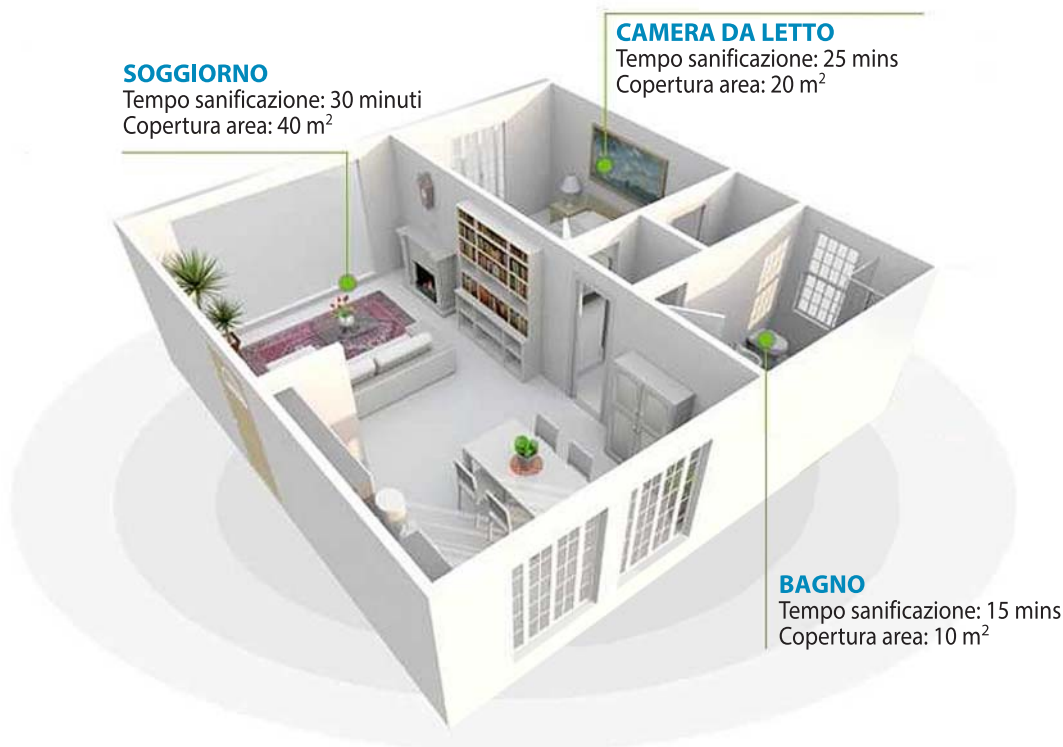 CAMERA DA LETTO
Tempo sanificazione: 25 mins
Copertura area: 20 m²
SOGGIORNO
Tempo sanificazione: 30 minuti
Copertura area: 40 m²
BAGNO
Tempo sanificazione: 15 mins
Copertura area: 10 m²